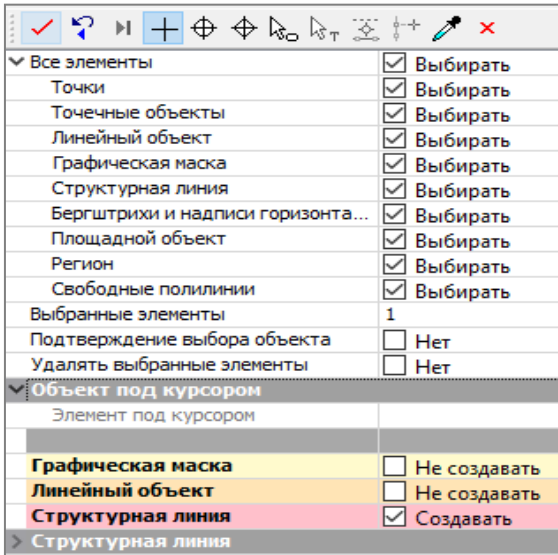 Все элементы Выбирать
Точки Выбирать
Точечные объекты Выбирать
Линейный объект Выбирать
Графическая маска Выбирать
Структурная линия Выбирать
Бергштрихи и надписи горизонта... Выбирать
Площадной объект Выбирать
Регион Выбирать
Свободные полилинии Выбирать
Выбранные элементы 1
Подтверждение выбора объекта Нет
Удалять выбранные элементы Нет
Объект под курсором
Элемент под курсором
Графическая маска Не создавать
Линейный объект Не создавать
Структурная линия Создавать
Структурная линия